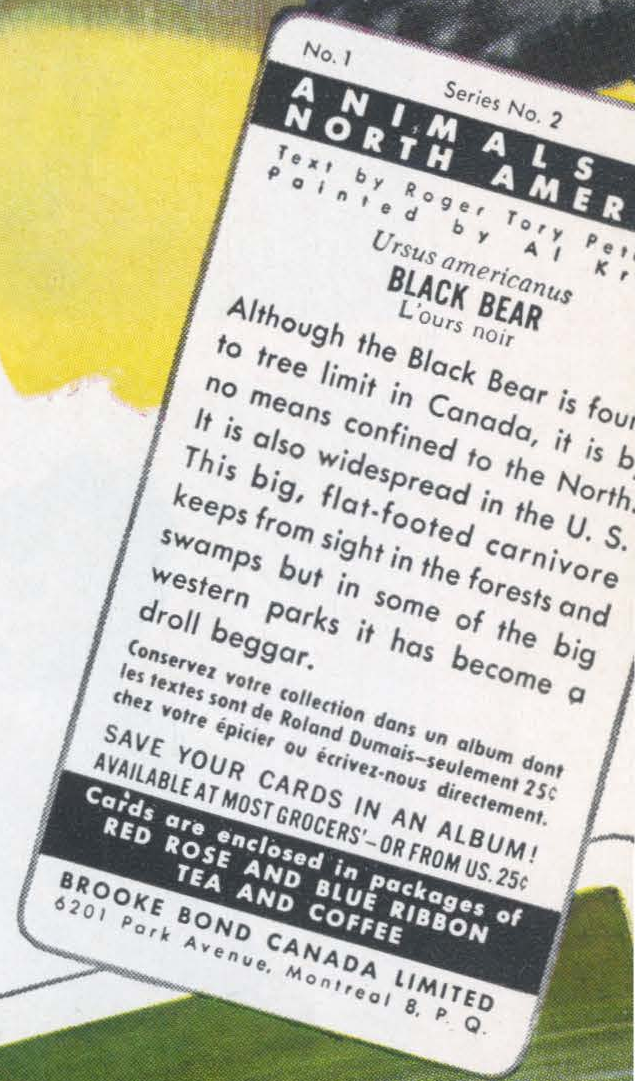 No. 1 Series No. 2
ANIMALS
NORTH AMER
Text by Roger Tory Pet
Painted by Al Kr
Ursus americanus
BLACK BEAR
L'ours noir
Although the Black Bear is four
to tree limit in Canada, it is b
no means confined to the North.
It is also widespread in the U. S.
This big, flat-footed carnivore
keeps from sight in the forests and
swamps but in some of the big
western parks it has become a
droll beggar.
Conservez votre collection dans un album dont
les textes sont de Roland Dumais—seulement 25¢
chez votre épicier ou écrivez-nous directement.
SAVE YOUR CARDS IN AN ALBUM!
AVAILABLE AT MOST GROCERS'—OR FROM US. 25¢
Cards are enclosed in packages of
RED ROSE AND BLUE RIBBON
TEA AND COFFEE
BROOKE BOND CANADA LIMITED
6201 Park Avenue, Montreal 8, P. Q.